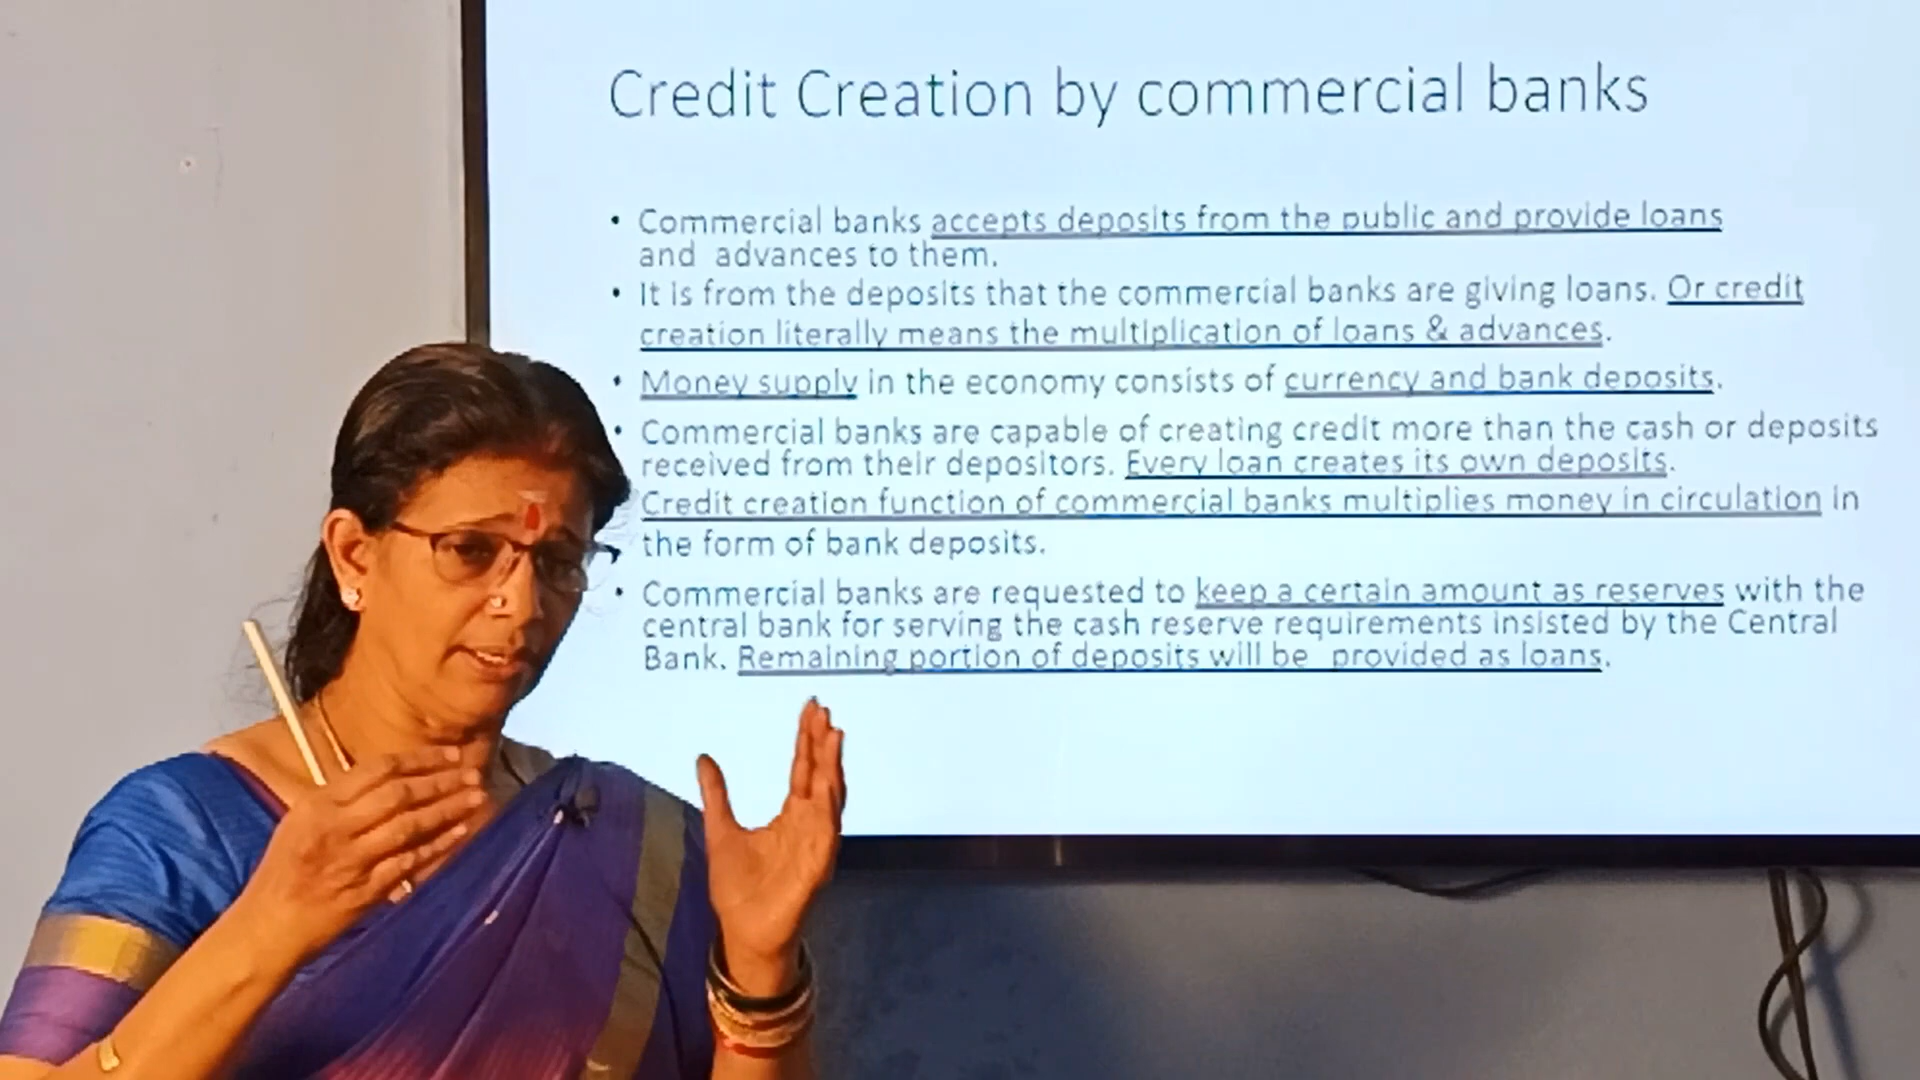 Credit Creation by commercial banks
• Commercial banks accepts deposits from the public and provide loans
and advances to them.
• It is from the deposits that the commercial banks are giving loans. Or credit
creation literally means the multiplication of loans & advances.
• Money supply in the economy consists of currency and bank deposits.
• Commercial banks are capable of creating credit more than the cash or deposits
received from their depositors. Every loan creates its own deposits.
Credit creation function of commercial banks multiplies money in circulation in
the form of bank deposits.
• Commercial banks are requested to keep a certain amount as reserves with the
central bank for serving the cash reserve requirements insisted by the Central
Bank. Remaining portion of deposits will be provided as loans.